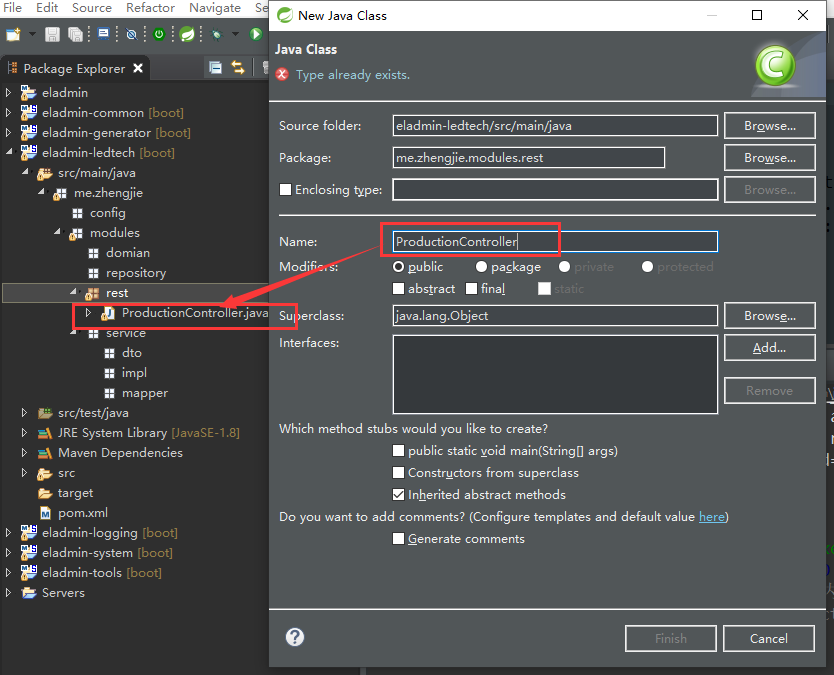 File Edit Source Refactor Navigate Se
New Java Class
Package Explorer
Java Class
Type already exists.
eladmin
eladmin-common [boot]
eladmin-generator [boot]
eladmin-ledtech [boot]
src/main/java
me.zhengjie
config
modules
domian
repository
rest
ProductionController.java
service
dto
impl
mapper
src/test/java
JRE System Library [JavaSE-1.8]
Maven Dependencies
src
target
pom.xml
eladmin-logging [boot]
eladmin-system [boot]
eladmin-tools [boot]
Servers
Source folder: eladmin-ledtech/src/main/java Browse...
Package: me.zhengjie.modules.rest Browse...
Enclosing type: Browse...
Name: ProductionController
Modifiers: public package private protected
abstract final static
Superclass: java.lang.Object Browse...
Interfaces: Add...
Remove
Which method stubs would you like to create?
public static void main(String[] args)
Constructors from superclass
Inherited abstract methods
Do you want to add comments? (Configure templates and default value here)
Generate comments
Finish Cancel